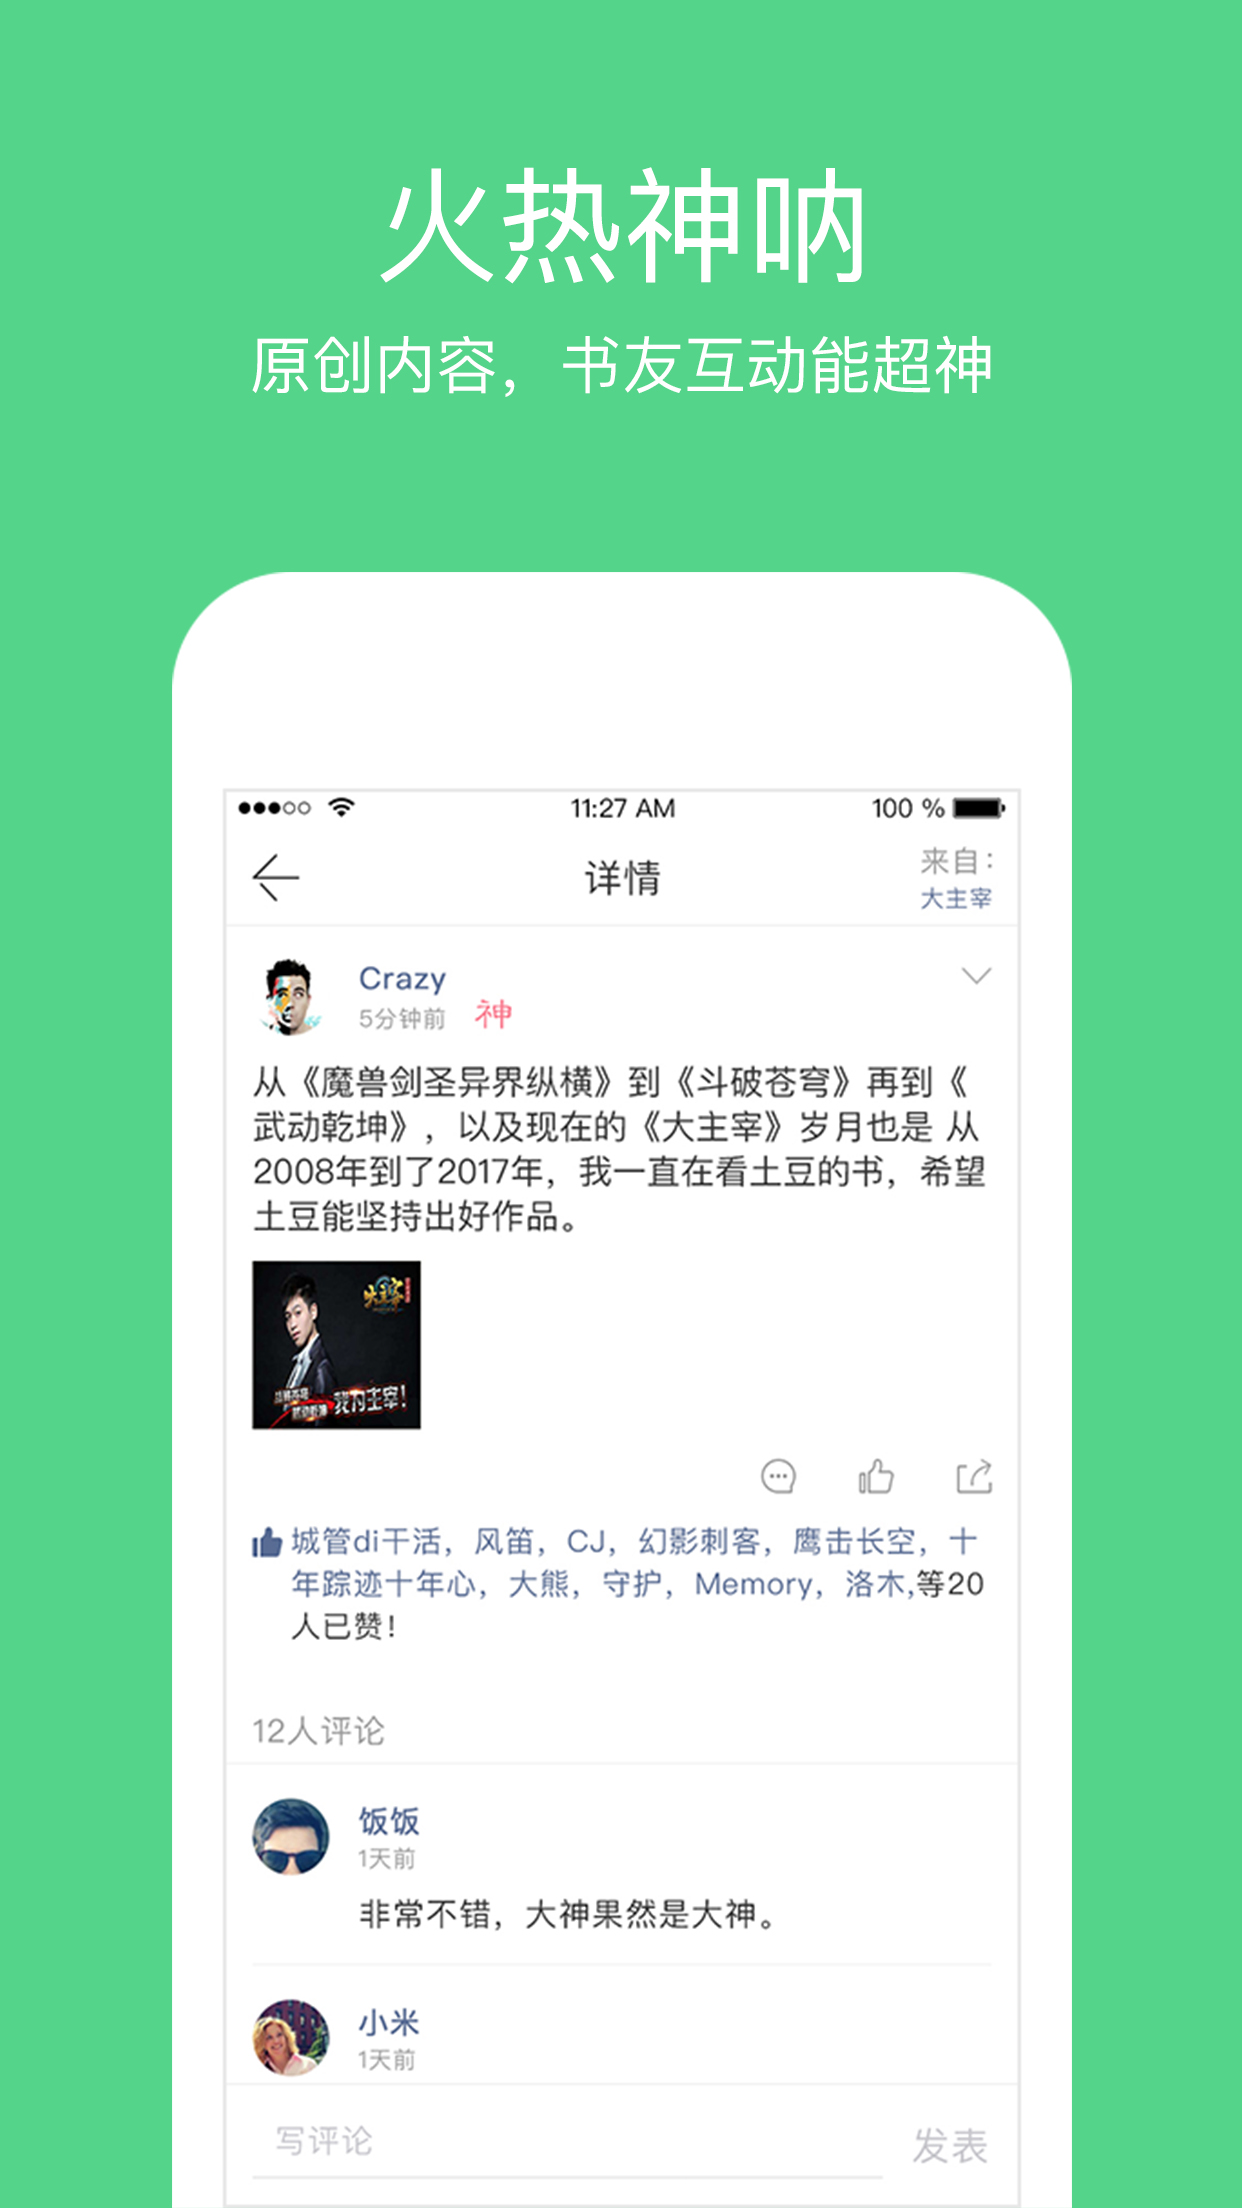 火热神呐
原创内容，书友互动能超神
11:27 AM
100 %
详情
来自：
大主宰
Crazy
5分钟前 神
从《魔兽剑圣异界纵横》到《斗破苍穹》再到《
武动乾坤》，以及现在的《大主宰》岁月也是 从
2008年到了2017年，我一直在看土豆的书，希望
土豆能坚持出好作品。
大主宰
我为主宰!
城管di干活，风笛，CJ，幻影刺客，鹰击长空，十
年踪迹十年心，大熊，守护，Memory，洛木,等20
人已赞！
12人评论
饭饭
1天前
非常不错，大神果然是大神。
小米
1天前
写评论
发表